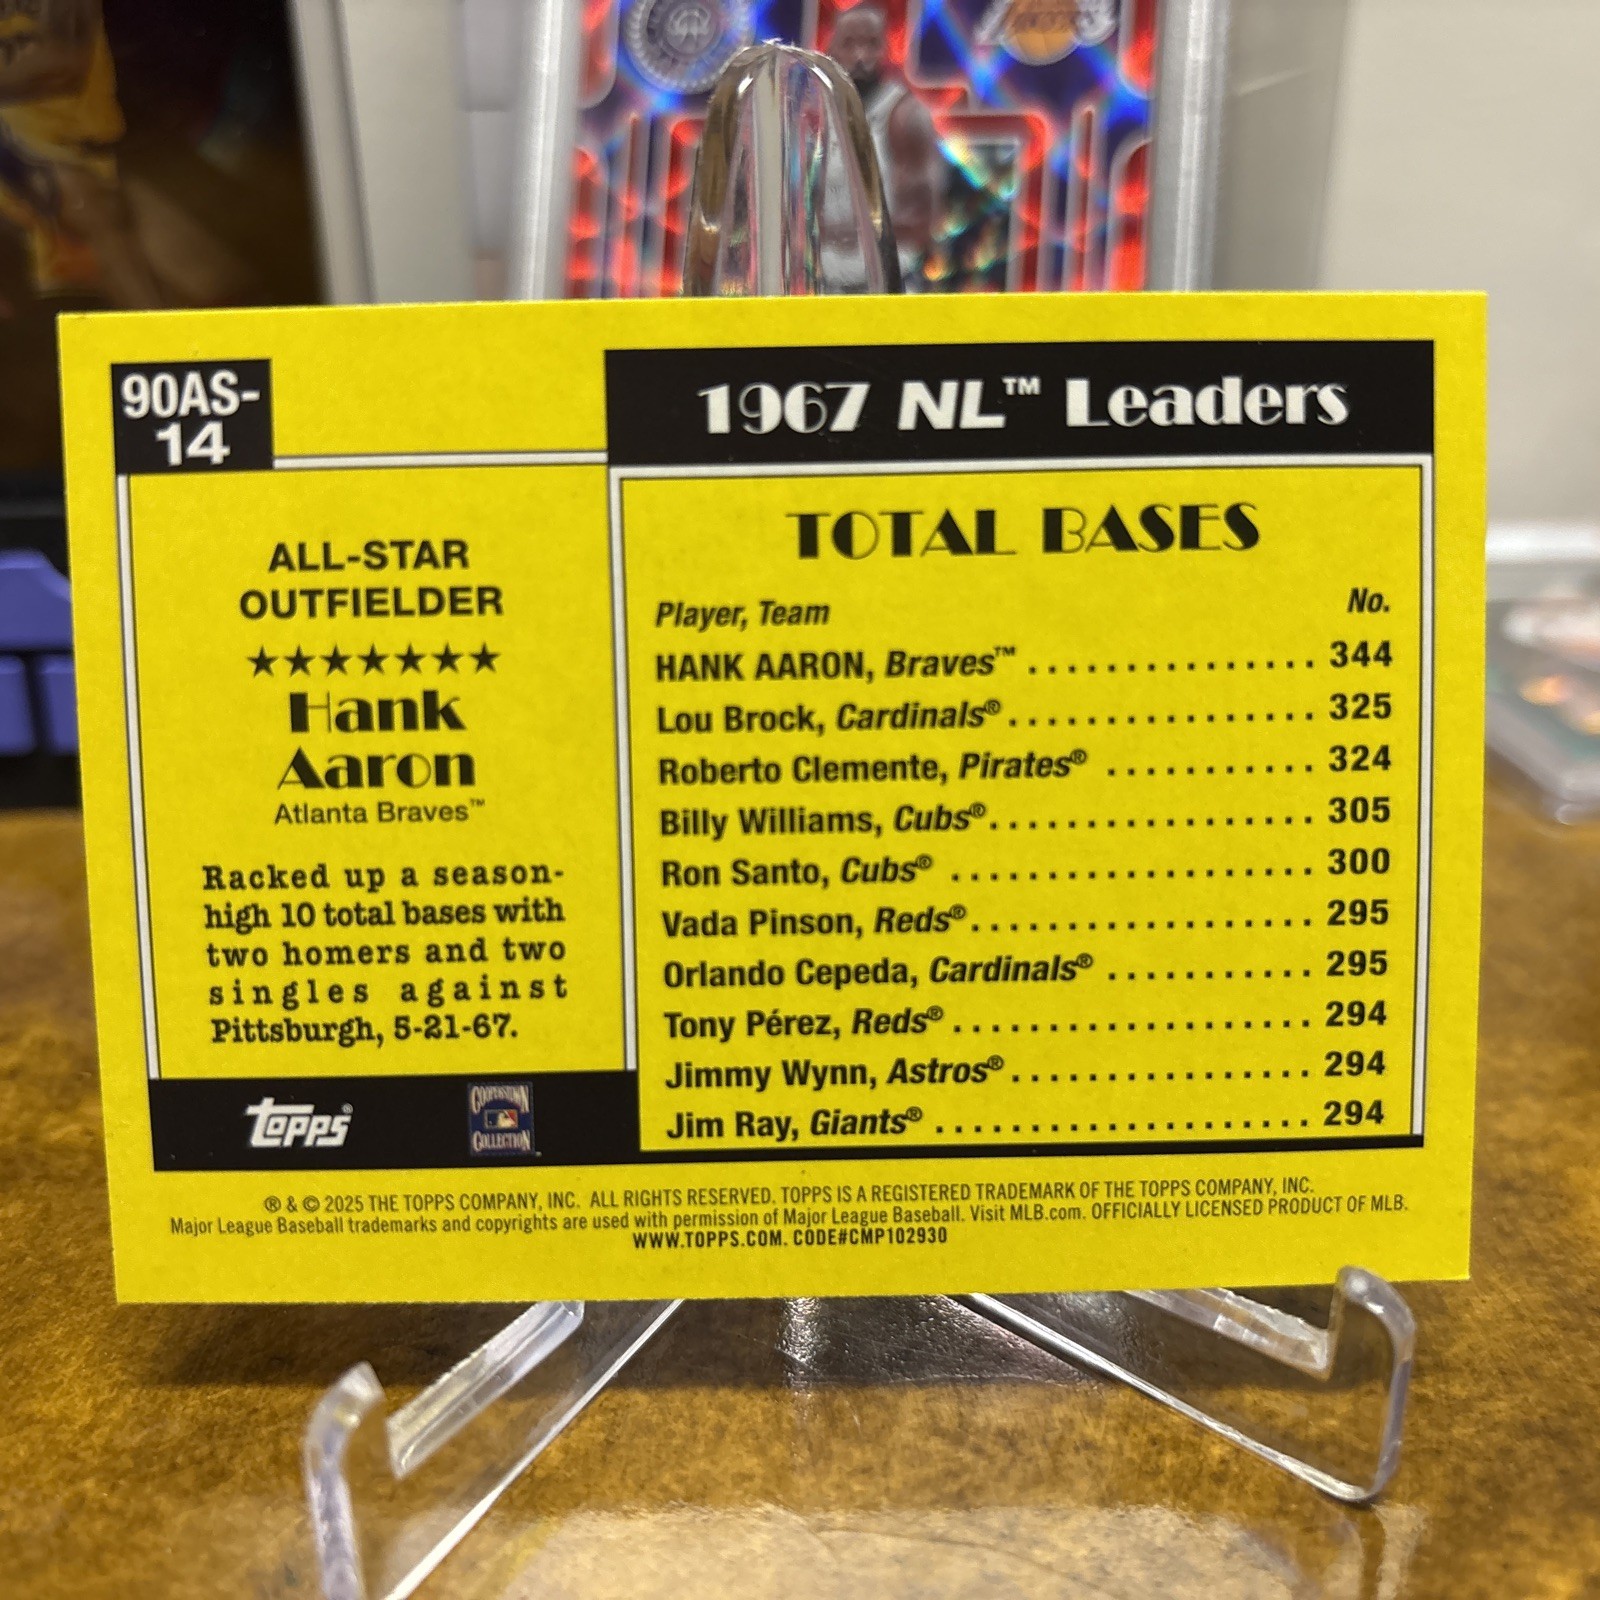 90AS-
14
ALL-STAR
OUTFIELDER
★★★★★★★
Hank
Aaron
Atlanta Braves™
Racked up a season-
high 10 total bases with
two homers and two
singles against
Pittsburgh, 5-21-67.
topps®
COOPERSTOWN
COLLECTION
1967 NL™ Leaders
TOTAL BASES
Player, Team No.
HANK AARON, Braves™ . . . . . . . . . . . . . . . 344
Lou Brock, Cardinals® . . . . . . . . . . . . . . . . 325
Roberto Clemente, Pirates® . . . . . . . . . . . 324
Billy Williams, Cubs® . . . . . . . . . . . . . . . . . 305
Ron Santo, Cubs® . . . . . . . . . . . . . . . . . . . 300
Vada Pinson, Reds® . . . . . . . . . . . . . . . . . . 295
Orlando Cepeda, Cardinals® . . . . . . . . . . . 295
Tony Pérez, Reds® . . . . . . . . . . . . . . . . . . . 294
Jimmy Wynn, Astros® . . . . . . . . . . . . . . . . 294
Jim Ray, Giants® . . . . . . . . . . . . . . . . . . . . 294
® & © 2025 THE TOPPS COMPANY, INC. ALL RIGHTS RESERVED. TOPPS IS A REGISTERED TRADEMARK OF THE TOPPS COMPANY, INC.
Major League Baseball trademarks and copyrights are used with permission of Major League Baseball. Visit MLB.com. OFFICIALLY LICENSED PRODUCT OF MLB.
WWW.TOPPS.COM. CODE#CMP102930